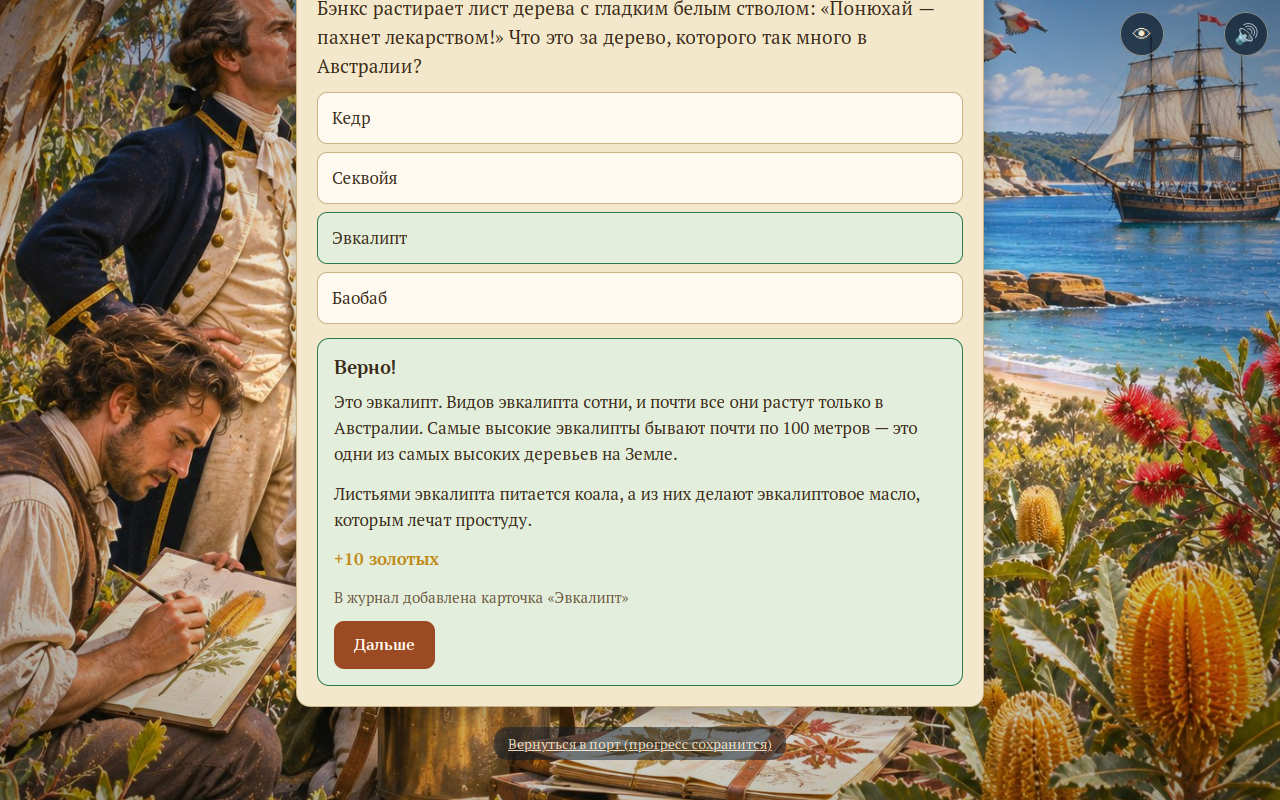 Бэнкс растирает лист дерева с гладким белым стволом: «Понюхай —
пахнет лекарством!» Что это за дерево, которого так много в
Австралии?
Кедр
Секвойя
Эвкалипт
Баобаб
Верно!
Это эвкалипт. Видов эвкалипта сотни, и почти все они растут только в
Австралии. Самые высокие эвкалипты бывают почти по 100 метров — это
одни из самых высоких деревьев на Земле.
Листьями эвкалипта питается коала, а из них делают эвкалиптовое масло,
которым лечат простуду.
+10 золотых
В журнал добавлена карточка «Эвкалипт»
Дальше
Вернуться в порт (прогресс сохранится)